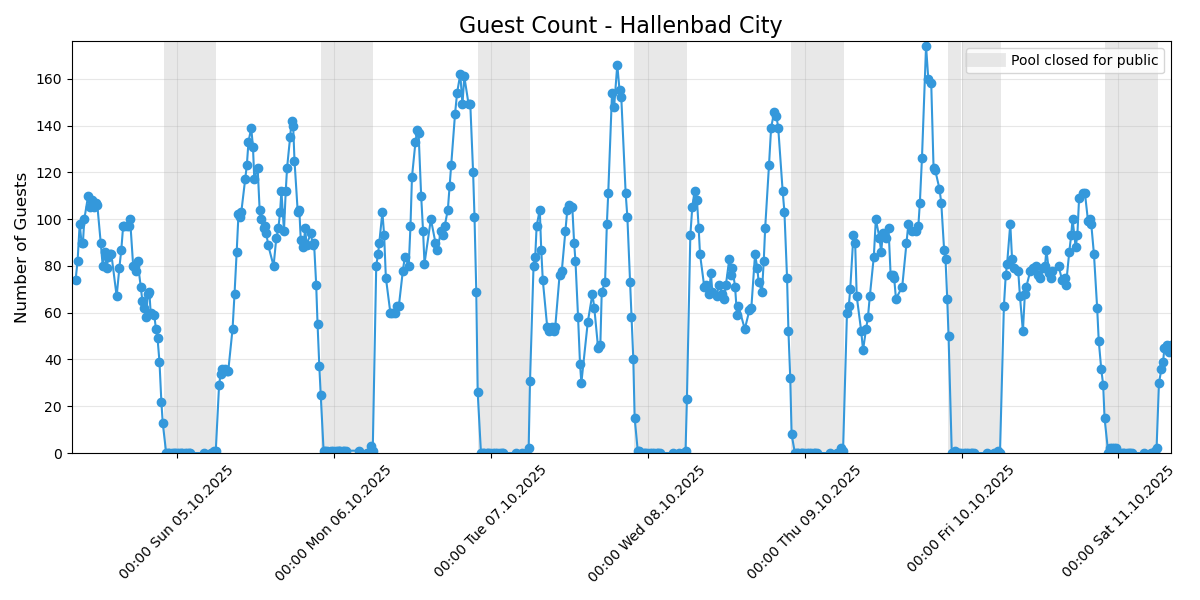 Guest Count - Hallenbad City
Pool closed for public
Number of Guests
160
140
120
100
80
60
40
20
0
00:00 Sun 05.10.2025
00:00 Mon 06.10.2025
00:00 Tue 07.10.2025
00:00 Wed 08.10.2025
00:00 Thu 09.10.2025
00:00 Fri 10.10.2025
00:00 Sat 11.10.2025